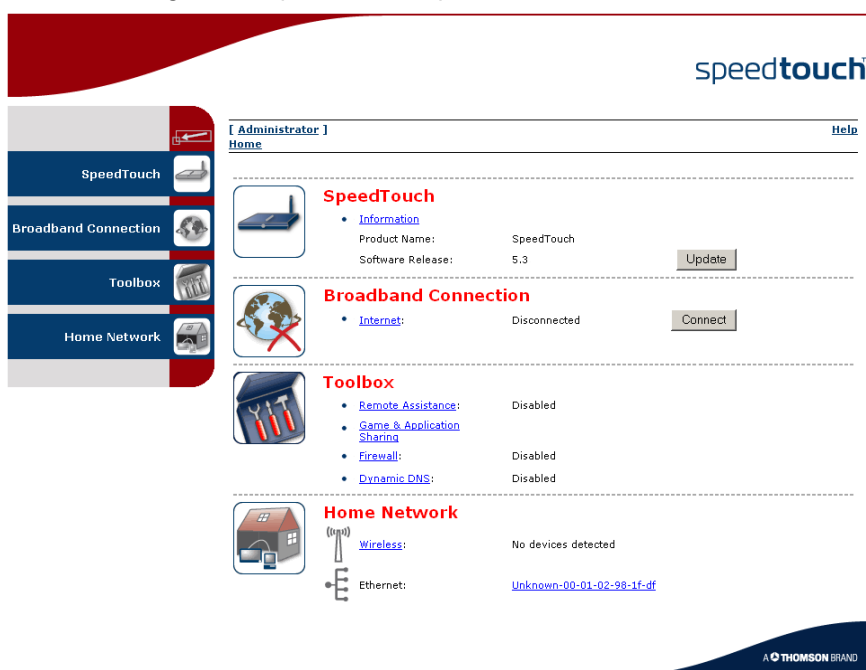 speedtouch
[ Administrator ]
Help
Home
SpeedTouch
Broadband Connection
Toolbox
Home Network
SpeedTouch
Information
Product Name: SpeedTouch
Software Release: 5.3 Update
Broadband Connection
Internet: Disconnected Connect
Toolbox
Remote Assistance: Disabled
Game & Application
Sharing
Firewall: Disabled
Dynamic DNS: Disabled
Home Network
Wireless: No devices detected
Ethernet: Unknown-00-01-02-98-1f-df
A THOMSON BRAND